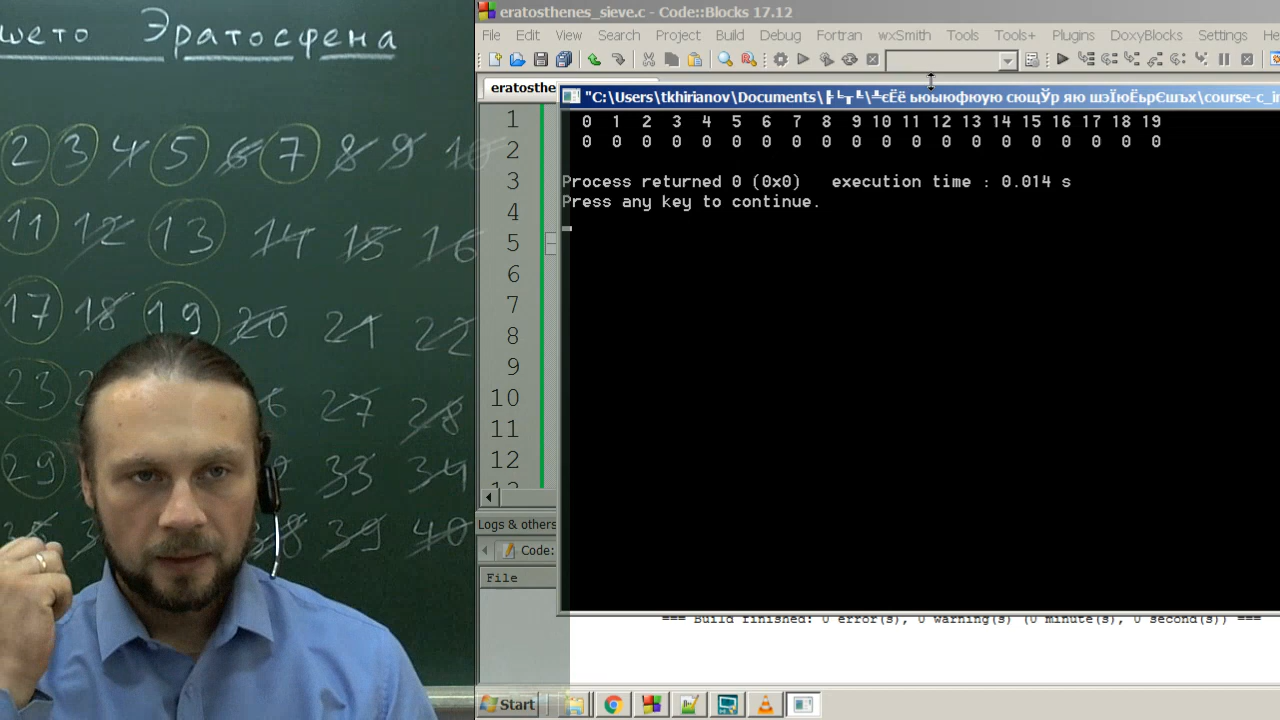 Эратосфена
2 3 4 5 6 7 8 9 10
11 12 13 14 15 16
17 18 19 20 21 22
23 27 28
29 33 34
38 39 40
eratosthenes_sieve.c - Code::Blocks 17.12
File Edit View Search Project Build Debug Fortran wxSmith Tools Tools+ Plugins DoxyBlocks Settings
eratosthe
"C:\Users\tkhirianov\Documents\
0 1 2 3 4 5 6 7 8 9 10 11 12 13 14 15 16 17 18 19
0 0 0 0 0 0 0 0 0 0 0 0 0 0 0 0 0 0 0 0
Process returned 0 (0x0) execution time : 0.014 s
Press any key to continue.
1
2
3
4
5
6
7
8
9
10
11
12
Logs & others
Code:
File
=== Build finished: 0 error(s), 0 warning(s) (0 minute(s), 0 second(s)) ===
Start